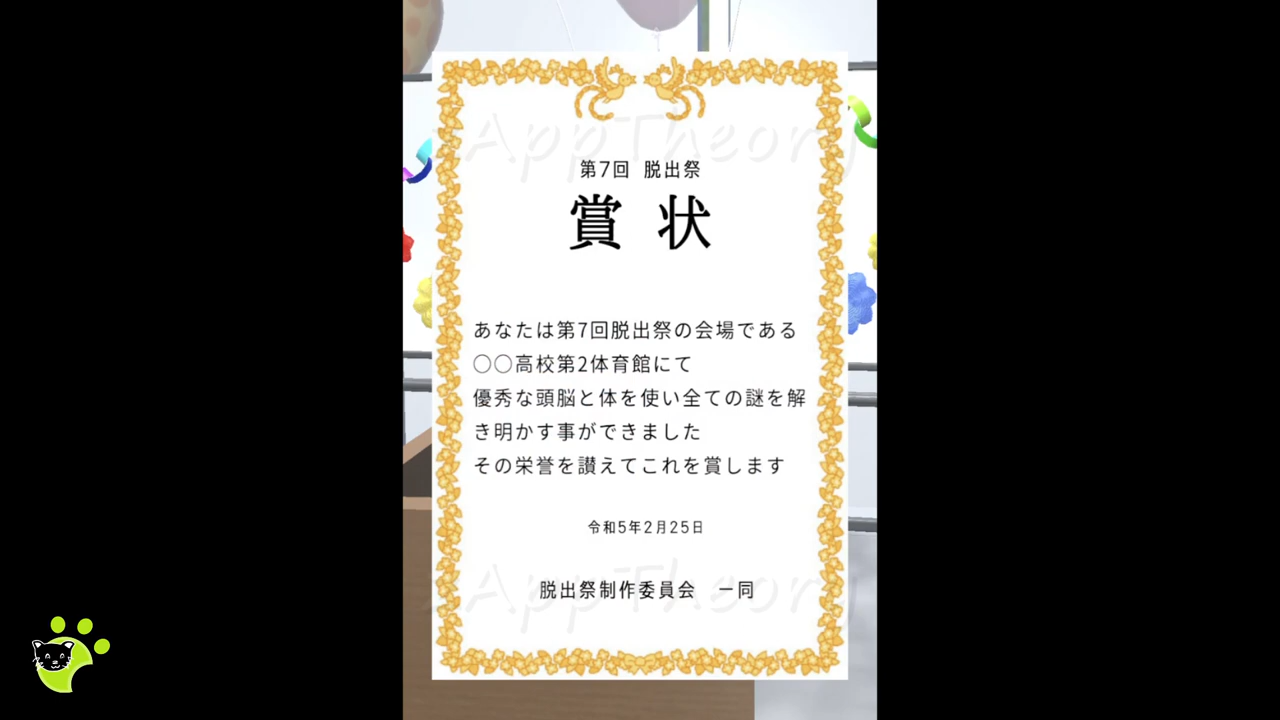 第7回 脱出祭
賞 状
あなたは第7回脱出祭の会場である
〇〇高校第2体育館にて
優秀な頭脳と体を使い全ての謎を解
き明かす事ができました
その栄誉を讃えてこれを賞します
令和5年2月25日
脱出祭制作委員会 一同
AppTheory
AppTheory